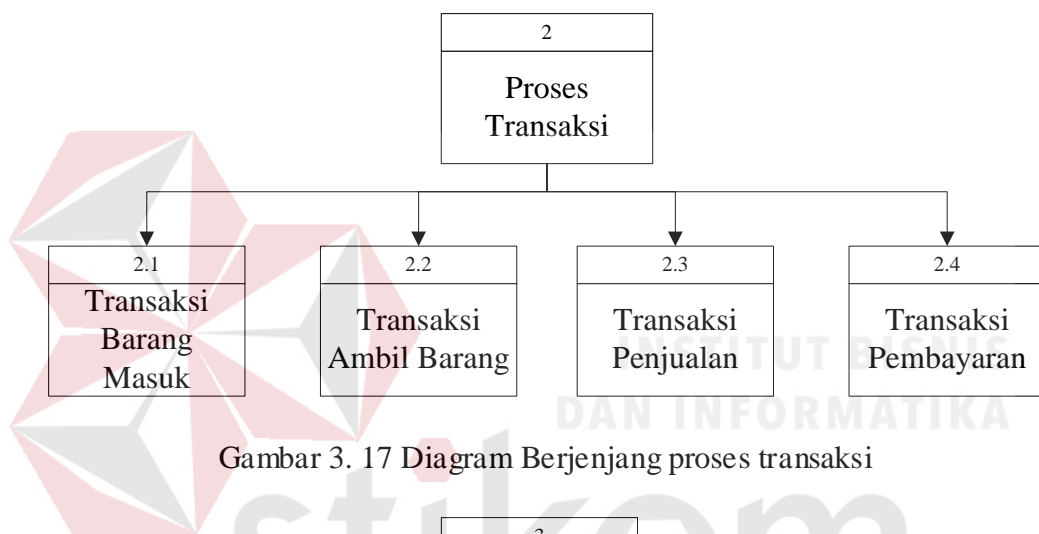 2
Proses
Transaksi
2.1
Transaksi
Barang
Masuk
2.2
Transaksi
Ambil Barang
2.3
Transaksi
Penjualan
2.4
Transaksi
Pembayaran
INSTITUT BISNIS
DAN INFORMATIKA
Gambar 3. 17 Diagram Berjenjang proses transaksi
stikom
3